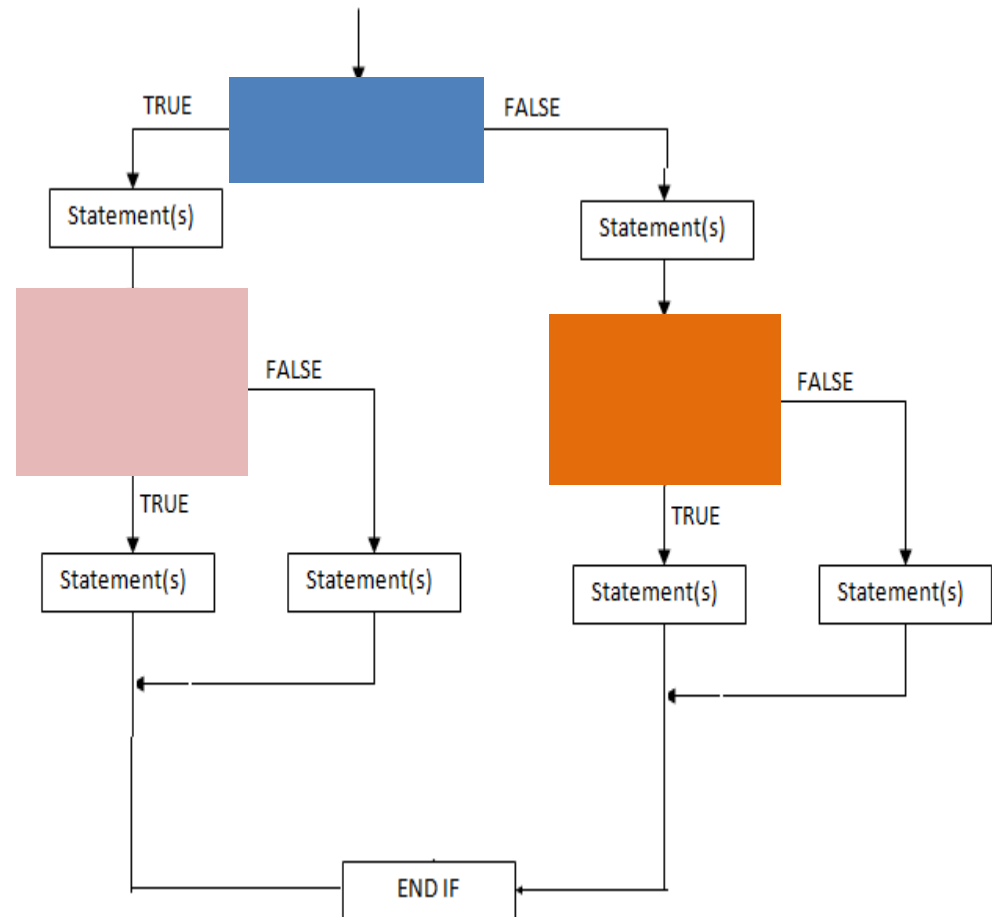 TRUE
FALSE
Statement(s)
Statement(s)
FALSE
FALSE
TRUE
TRUE
Statement(s)
Statement(s)
Statement(s)
Statement(s)
END IF